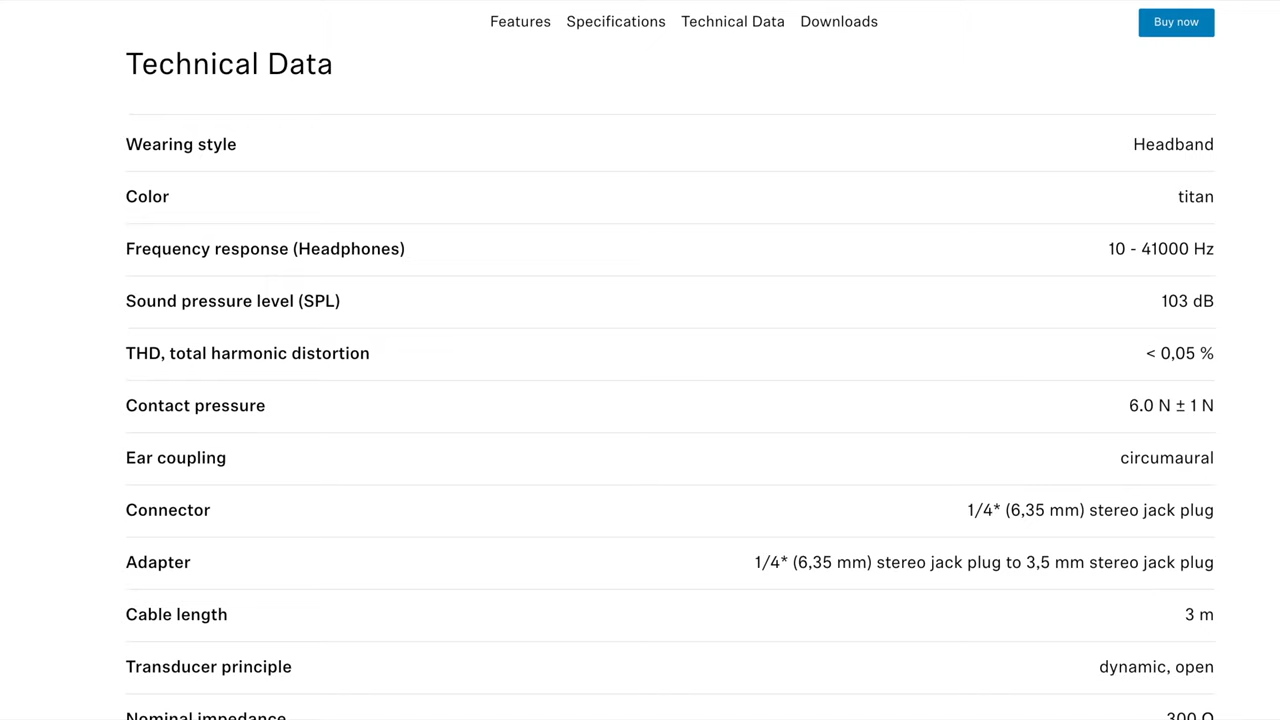 Features Specifications Technical Data Downloads Buy now
Technical Data
Wearing style Headband
Color titan
Frequency response (Headphones) 10 - 41000 Hz
Sound pressure level (SPL) 103 dB
THD, total harmonic distortion < 0,05 %
Contact pressure 6.0 N ± 1 N
Ear coupling circumaural
Connector 1/4* (6,35 mm) stereo jack plug
Adapter 1/4* (6,35 mm) stereo jack plug to 3,5 mm stereo jack plug
Cable length 3 m
Transducer principle dynamic, open
Nominal impedance 300 Ω